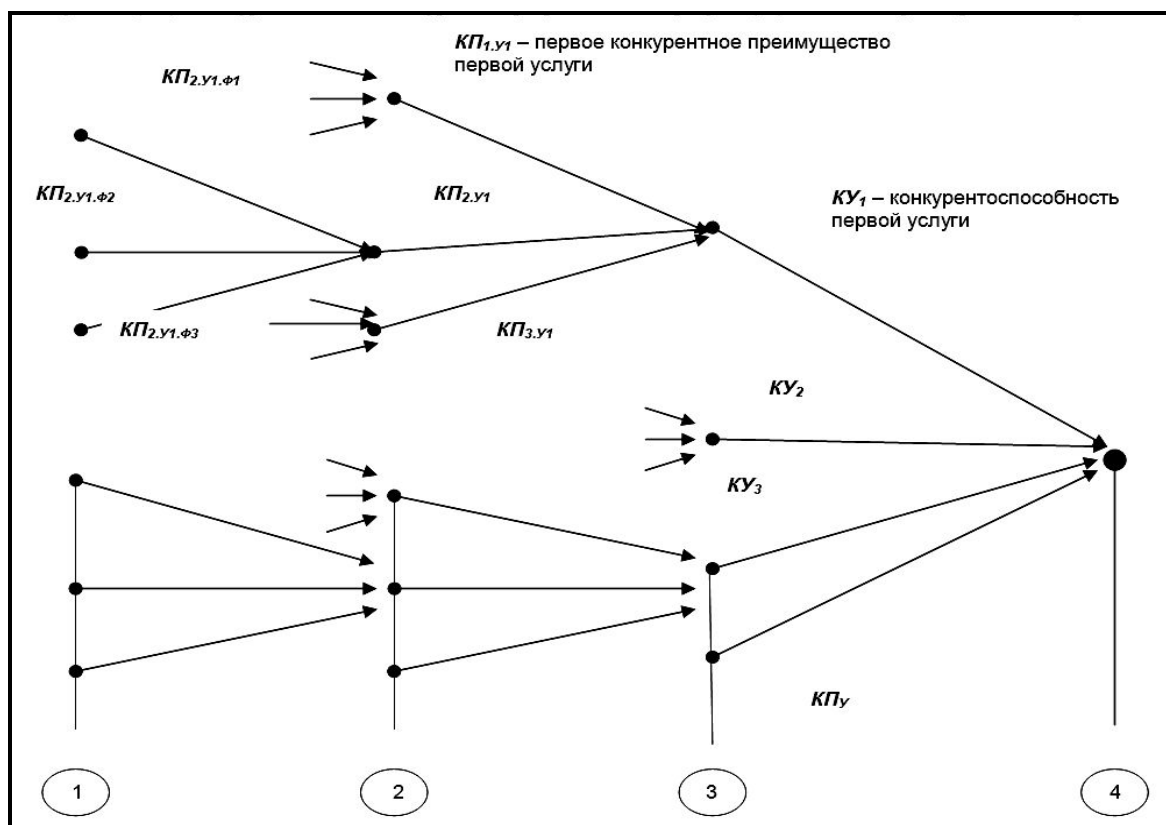 КП1.У1 – первое конкурентное преимущество
первой услуги
КП2.У1.Ф1
КП2.У1.Ф2
КП2.У1
КУ1 – конкурентоспособность
первой услуги
КП2.У1.Ф3
КП3.У1
КУ2
КУ3
КПУ
1
2
3
4